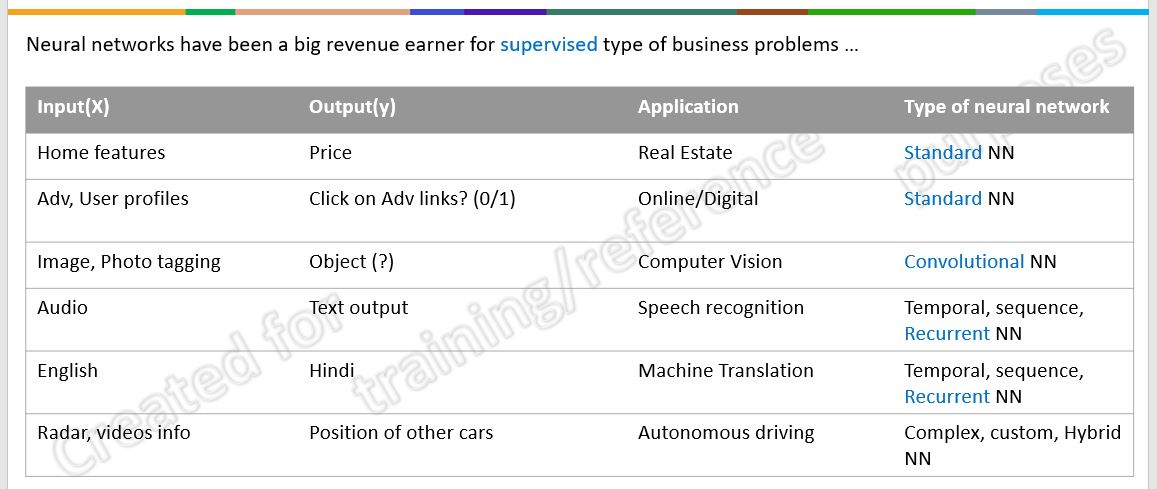 Neural networks have been a big revenue earner for supervised type of business problems …
Input(X) Output(y) Application Type of neural network
Home features Price Real Estate Standard NN
Adv, User profiles Click on Adv links? (0/1) Online/Digital Standard NN
Image, Photo tagging Object (?) Computer Vision Convolutional NN
Audio Text output Speech recognition Temporal, sequence,
Recurrent NN
English Hindi Machine Translation Temporal, sequence,
Recurrent NN
Radar, videos info Position of other cars Autonomous driving Complex, custom, Hybrid
NN
Created for
training/reference
purposes